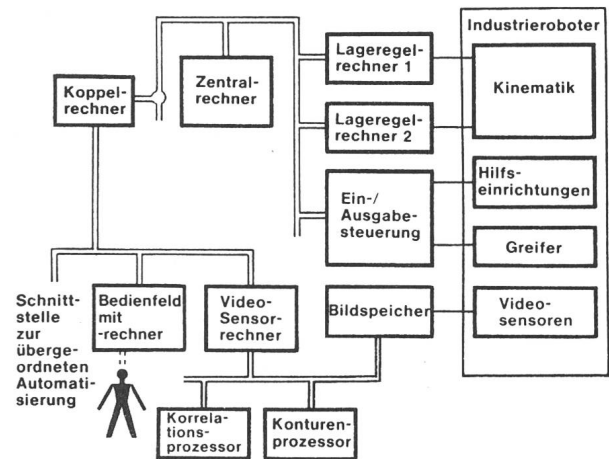 Industrieroboter
Koppel-
rechner
Zentral-
rechner
Lageregel-
rechner 1
Lageregel-
rechner 2
Kinematik
Ein-/
Ausgabe-
steuerung
Hilfs-
einrichtungen
Greifer
Schnitt-
stelle
zur
überge-
ordneten
Automati-
sierung
Bedienfeld
mit
-rechner
Video-
Sensor-
rechner
Bildspeicher
Video-
sensoren
Korrela-
tions-
prozessor
Konturen-
prozessor